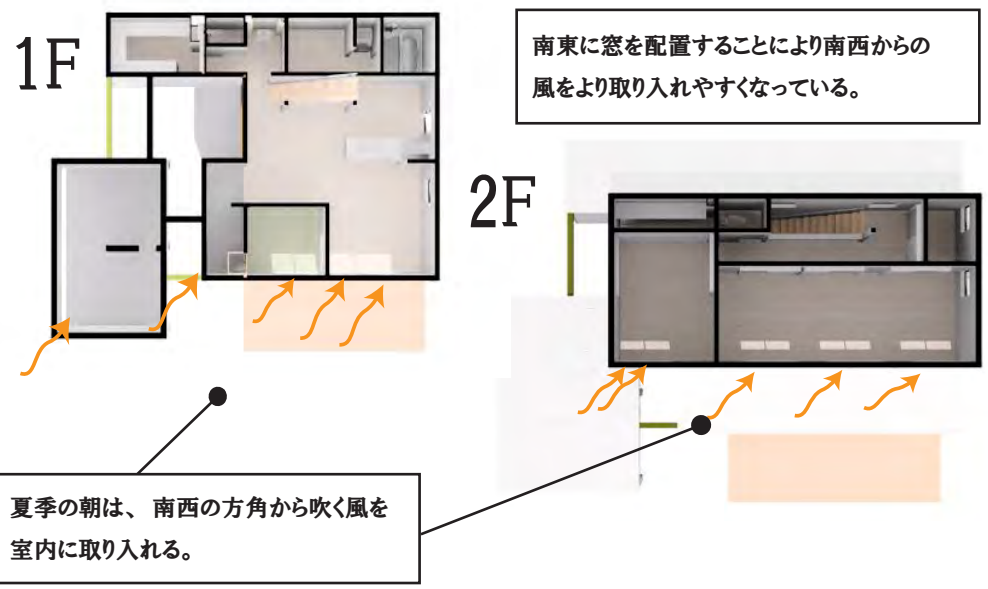 1F
南東に窓を配置することにより南西からの
風をより取り入れやすくなっている。
2F
夏季の朝は、南西の方角から吹く風を
室内に取り入れる。